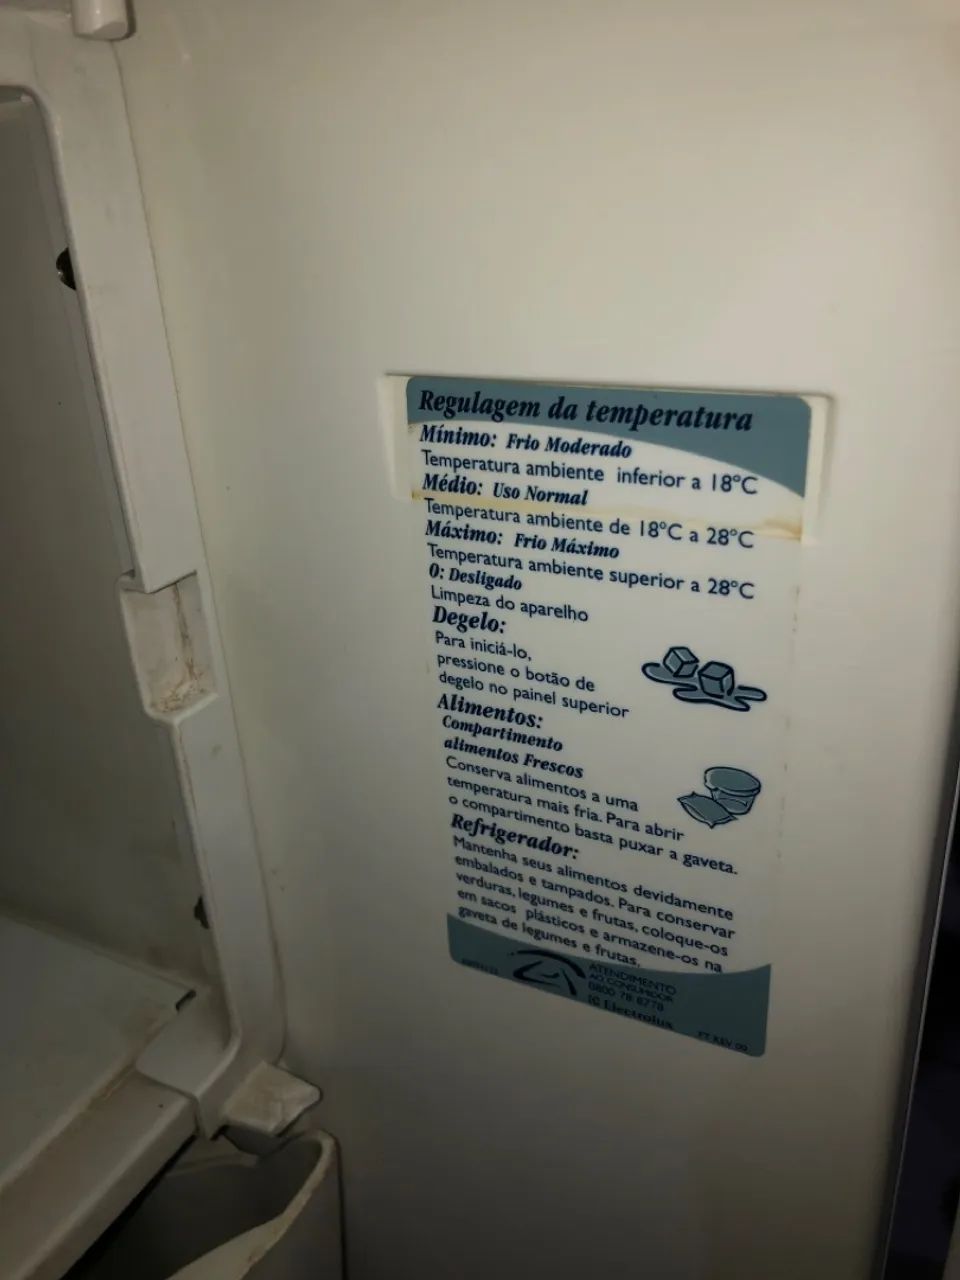 Regulagem da temperatura
Mínimo: Frio Moderado
Temperatura ambiente inferior a 18°C
Médio: Uso Normal
Temperatura ambiente de 18°C a 28°C
Máximo: Frio Máximo
Temperatura ambiente superior a 28°C
0: Desligado
Limpeza do aparelho
Degelo:
Para iniciá-lo,
pressione o botão de
degelo no painel superior
Alimentos:
Compartimento
alimentos Frescos
Conserva alimentos a uma
temperatura mais fria. Para abrir
o compartimento basta puxar a gaveta.
Refrigerador:
Mantenha seus alimentos devidamente
embalados e tampados. Para conservar
verduras, legumes e frutas, coloque-os
em sacos plásticos e armazene-os na
gaveta de legumes e frutas.
ATENDIMENTO
AO CONSUMIDOR
0800 78 8778
Electrolux